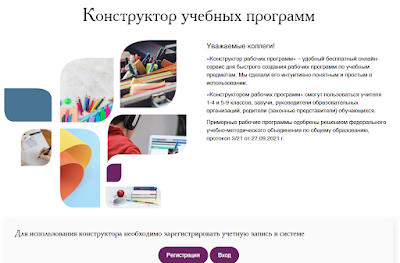 Конструктор учебных программ
Уважаемые коллеги!
«Конструктор рабочих программ» – удобный бесплатный онлайн-
сервис для быстрого создания рабочих программ по учебным
предметам. Мы сделали его интуитивно понятным и простым в
использовании.
«Конструктором рабочих программ» смогут пользоваться учителя
1-4 и 5-9 классов, завучи, руководители образовательных
организаций, родители (законные представители) обучающихся.
Примерные рабочие программы одобрены решением федерального
учебно-методического объединения по общему образованию,
протокол 3/21 от 27.09.2021 г.
Для использования конструктора необходимо зарегистрировать учетную запись в системе
Регистрация Вход